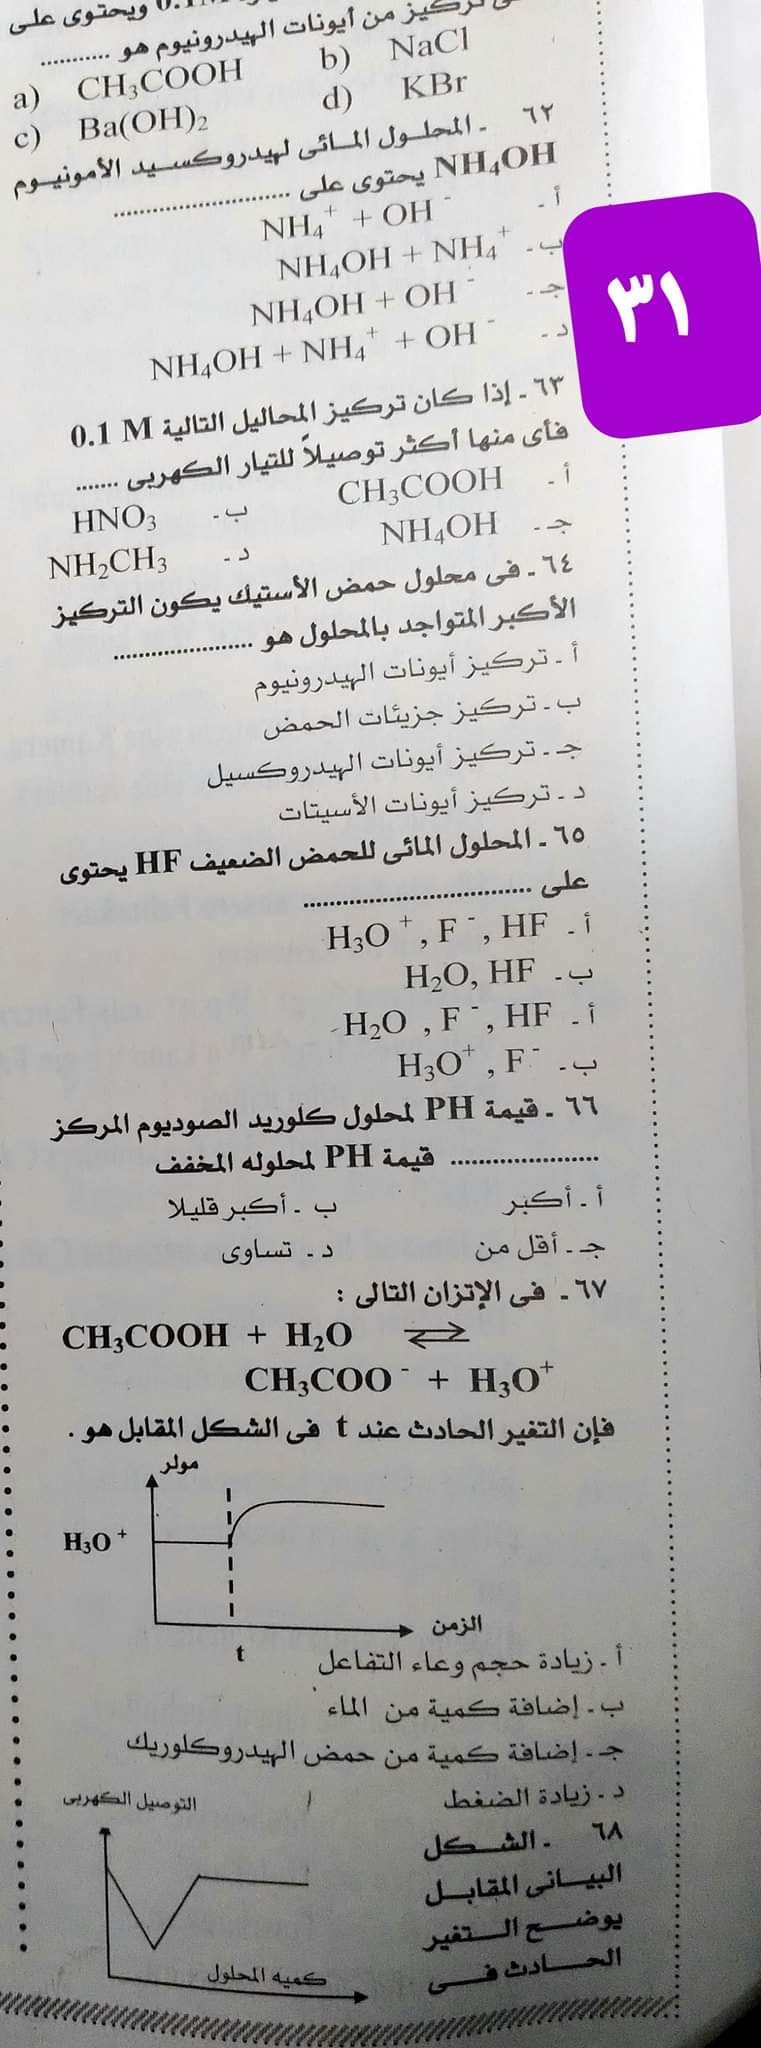 تركيز من أيونات الهيدرونيوم هو ...........
a) CH₃COOH b) NaCl
c) Ba(OH)₂ d) KBr
٦٢ - المحلول المائى لهيدروكسيد الأمونيوم
NH₄OH يحتوى على ..........................
أ - NH₄⁺ + OH⁻
ب - NH₄OH + NH₄⁺
جـ - NH₄OH + OH⁻
د - NH₄OH + NH₄⁺ + OH⁻
٣١
٦٣ - إذا كان تركيز المحاليل التالية 0.1 M
فأى منها أكثر توصيلاً للتيار الكهربى .......
أ - CH₃COOH ب - HNO₃
جـ - NH₄OH د - NH₂CH₃
٦٤ - فى محلول حمض الأستيك يكون التركيز
الأكبر المتواجد بالمحلول هو .....................
أ - تركيز أيونات الهيدرونيوم
ب - تركيز جزيئات الحمض
جـ - تركيز أيونات الهيدروكسيل
د - تركيز أيونات الأسيتات
٦٥ - المحلول المائى للحمض الضعيف HF يحتوى
على ..................................
أ - H₃O⁺ , F⁻ , HF
ب - H₂O, HF
أ - H₂O , F⁻ , HF
ب - H₃O⁺ , F⁻
٦٦ - قيمة PH لمحلول كلوريد الصوديوم المركز
..................... قيمة PH لمحلوله المخفف
أ - أكبر ب - أكبر قليلا
جـ - أقل من د - تساوى
٦٧ - فى الإتزان التالى :
CH₃COOH + H₂O ⇌
CH₃COO⁻ + H₃O⁺
فإن التغير الحادث عند t فى الشكل المقابل هو .
مولر
H₃O⁺
الزمن
t
أ - زيادة حجم وعاء التفاعل
ب - إضافة كمية من الماء
جـ - إضافة كمية من حمض الهيدروكلوريك
د - زيادة الضغط
التوصيل الكهربى
٦٨ - الشكل
البيانى المقابل
يوضح التغير
الحادث فى
كميه المحلول